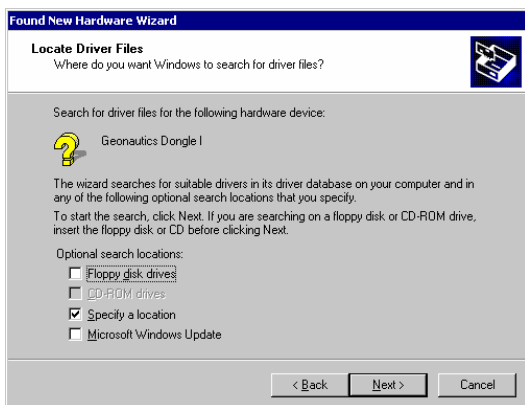 Found New Hardware Wizard
Locate Driver Files
Where do you want Windows to search for driver files?
Search for driver files for the following hardware device:
Geonautics Dongle I
The wizard searches for suitable drivers in its driver database on your computer and in
any of the following optional search locations that you specify.
To start the search, click Next. If you are searching on a floppy disk or CD-ROM drive,
insert the floppy disk or CD before clicking Next.
Optional search locations:
Floppy disk drives
CD-ROM drives
Specify a location
Microsoft Windows Update
< Back
Next >
Cancel